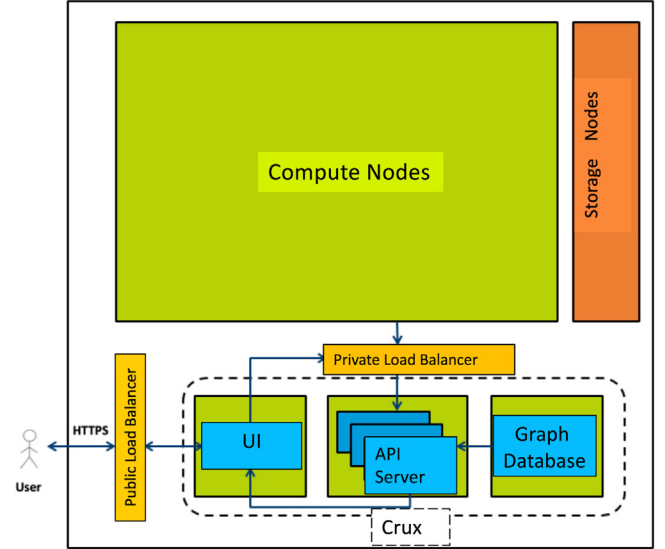 Compute Nodes
Storage Nodes
Private Load Balancer
Public Load Balancer
HTTPS
User
UI
API
Server
Graph
Database
Crux